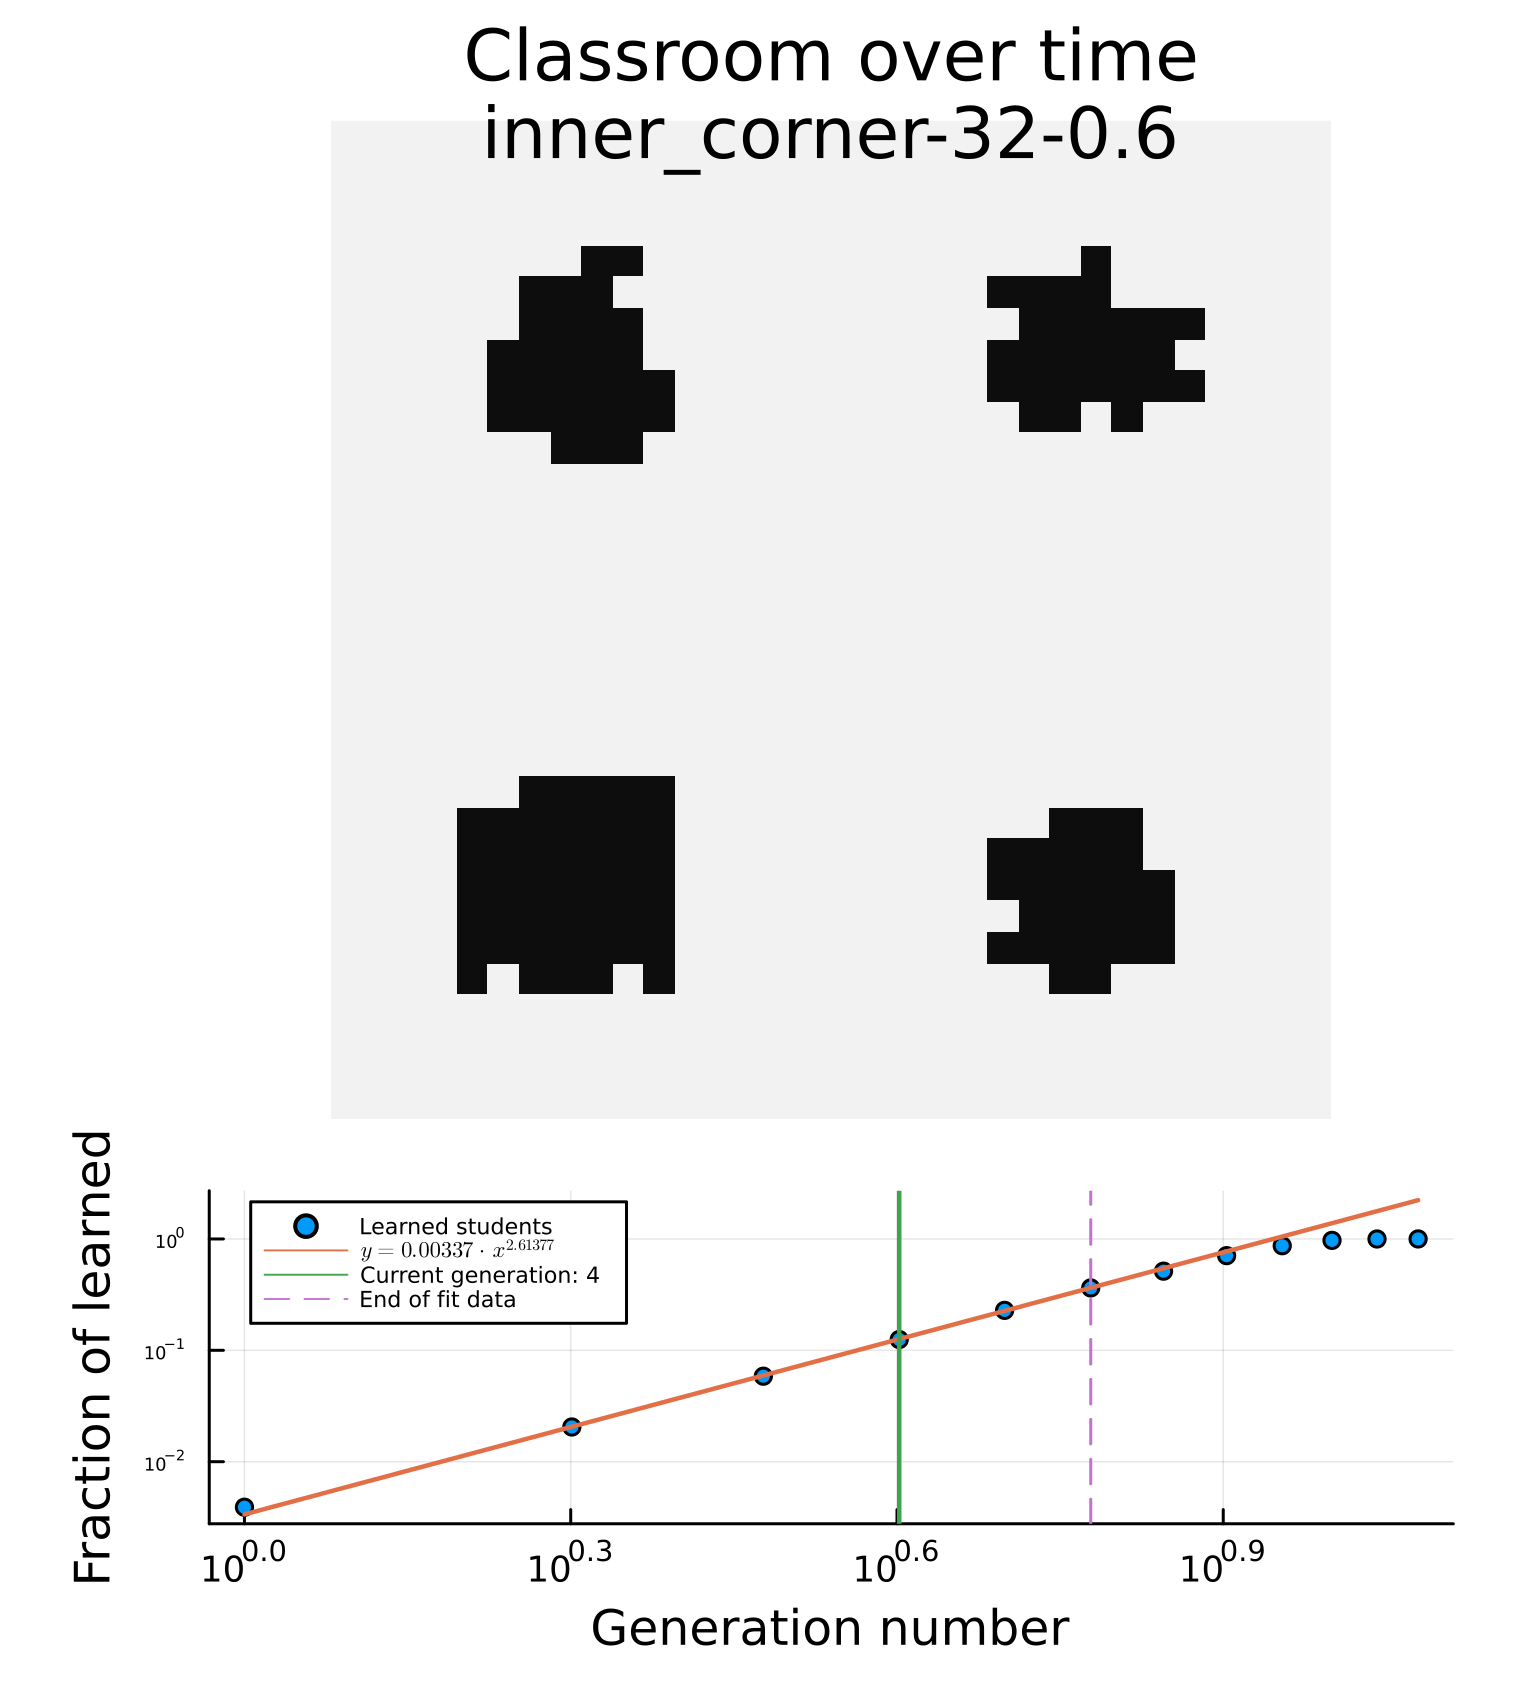 Classroom over time
inner_corner-32-0.6
Fraction of learned
10^0
10^−1
10^−2
Learned students
y = 0.00337 · x^2.61377
Current generation: 4
End of fit data
10^0.0 10^0.3 10^0.6 10^0.9
Generation number